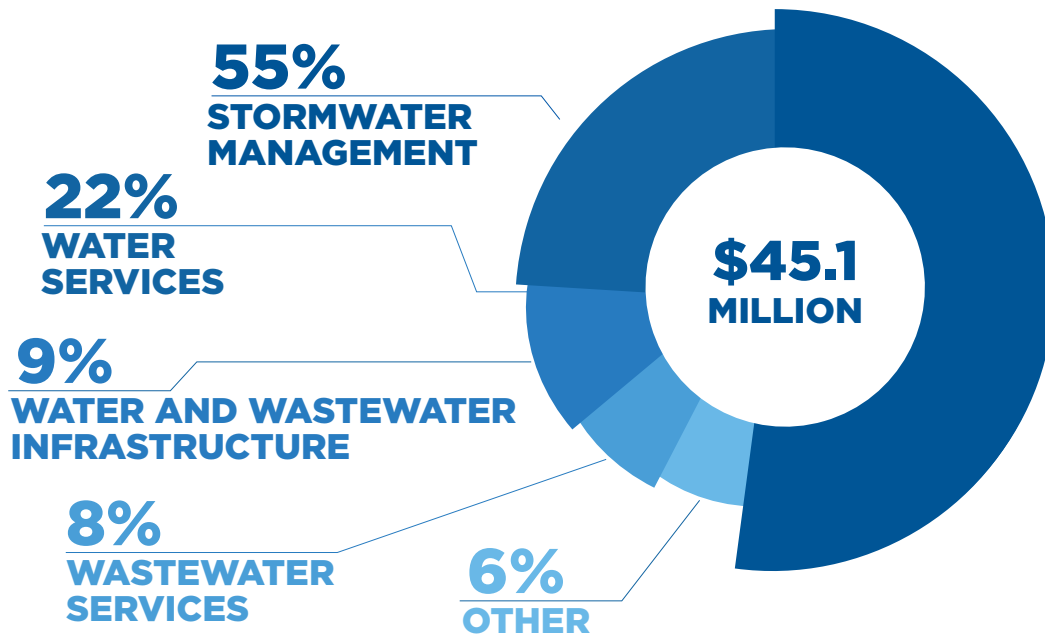 55%
STORMWATER
MANAGEMENT
22%
WATER
SERVICES
$45.1
MILLION
9%
WATER AND WASTEWATER
INFRASTRUCTURE
8%
WASTEWATER
SERVICES
6%
OTHER